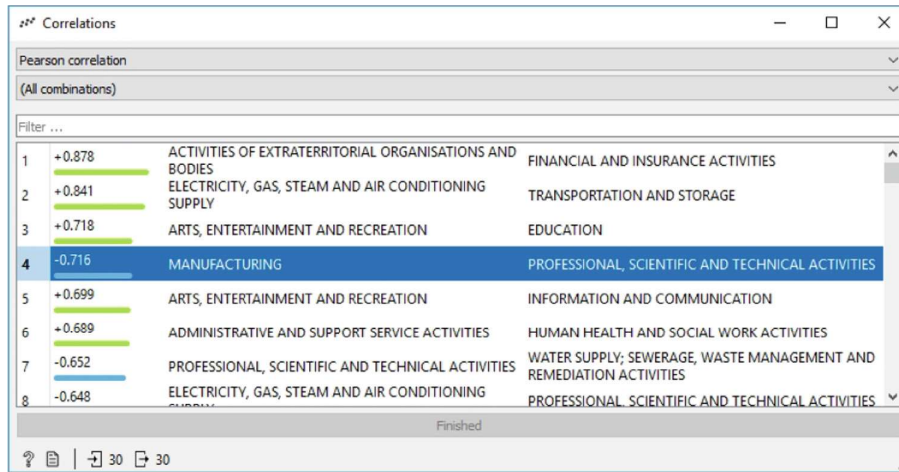 Correlations
Pearson correlation
(All combinations)
Filter ...
1 +0.878 ACTIVITIES OF EXTRATERRITORIAL ORGANISATIONS AND BODIES FINANCIAL AND INSURANCE ACTIVITIES
2 +0.841 ELECTRICITY, GAS, STEAM AND AIR CONDITIONING SUPPLY TRANSPORTATION AND STORAGE
3 +0.718 ARTS, ENTERTAINMENT AND RECREATION EDUCATION
4 -0.716 MANUFACTURING PROFESSIONAL, SCIENTIFIC AND TECHNICAL ACTIVITIES
5 +0.699 ARTS, ENTERTAINMENT AND RECREATION INFORMATION AND COMMUNICATION
6 +0.689 ADMINISTRATIVE AND SUPPORT SERVICE ACTIVITIES HUMAN HEALTH AND SOCIAL WORK ACTIVITIES
7 -0.652 PROFESSIONAL, SCIENTIFIC AND TECHNICAL ACTIVITIES WATER SUPPLY; SEWERAGE, WASTE MANAGEMENT AND REMEDIATION ACTIVITIES
8 -0.648 ELECTRICITY, GAS, STEAM AND AIR CONDITIONING SUPPLY PROFESSIONAL, SCIENTIFIC AND TECHNICAL ACTIVITIES
Finished
? 30 30